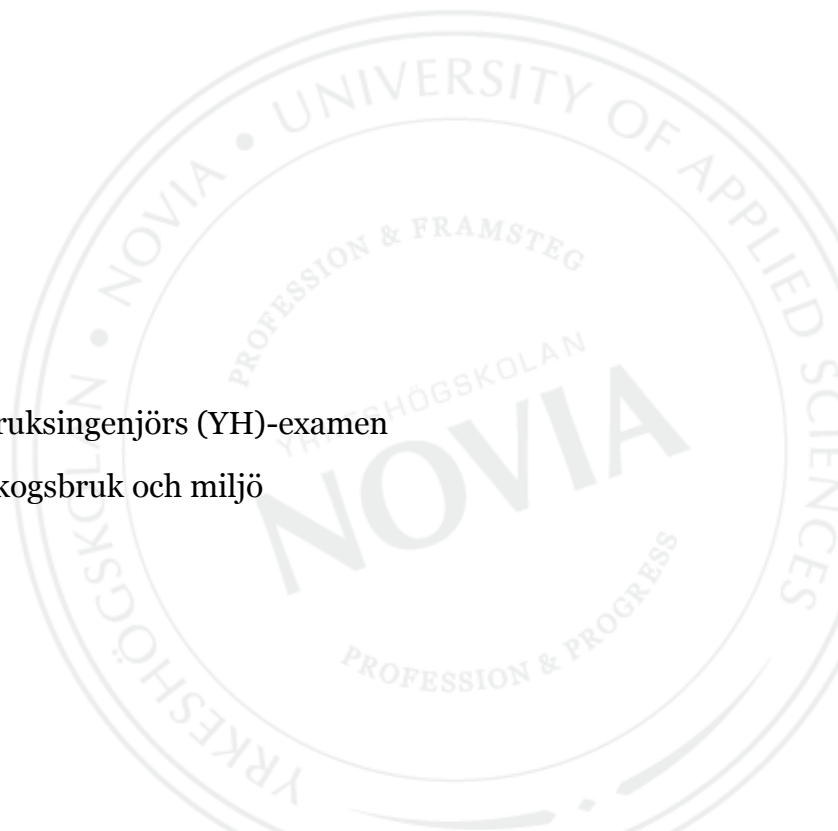 UNIVERSITY OF APPLIED SCIENCES
PROFESSION & FRAMSTEG
YRKESHÖGSKOLAN
NOVIA
PROFESSION & PROGRESS
YRKESHÖGSKOLAN • NOVIA •
ruksingenjörs (YH)-examen
kogsbruk och miljö